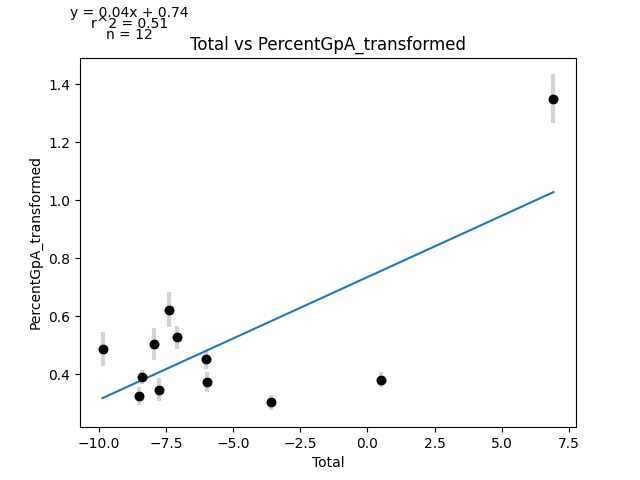 y = 0.04x + 0.74
r^2 = 0.51
n = 12
Total vs PercentGpA_transformed
PercentGpA_transformed
1.4
1.2
1.0
0.8
0.6
0.4
−10.0 −7.5 −5.0 −2.5 0.0 2.5 5.0 7.5
Total